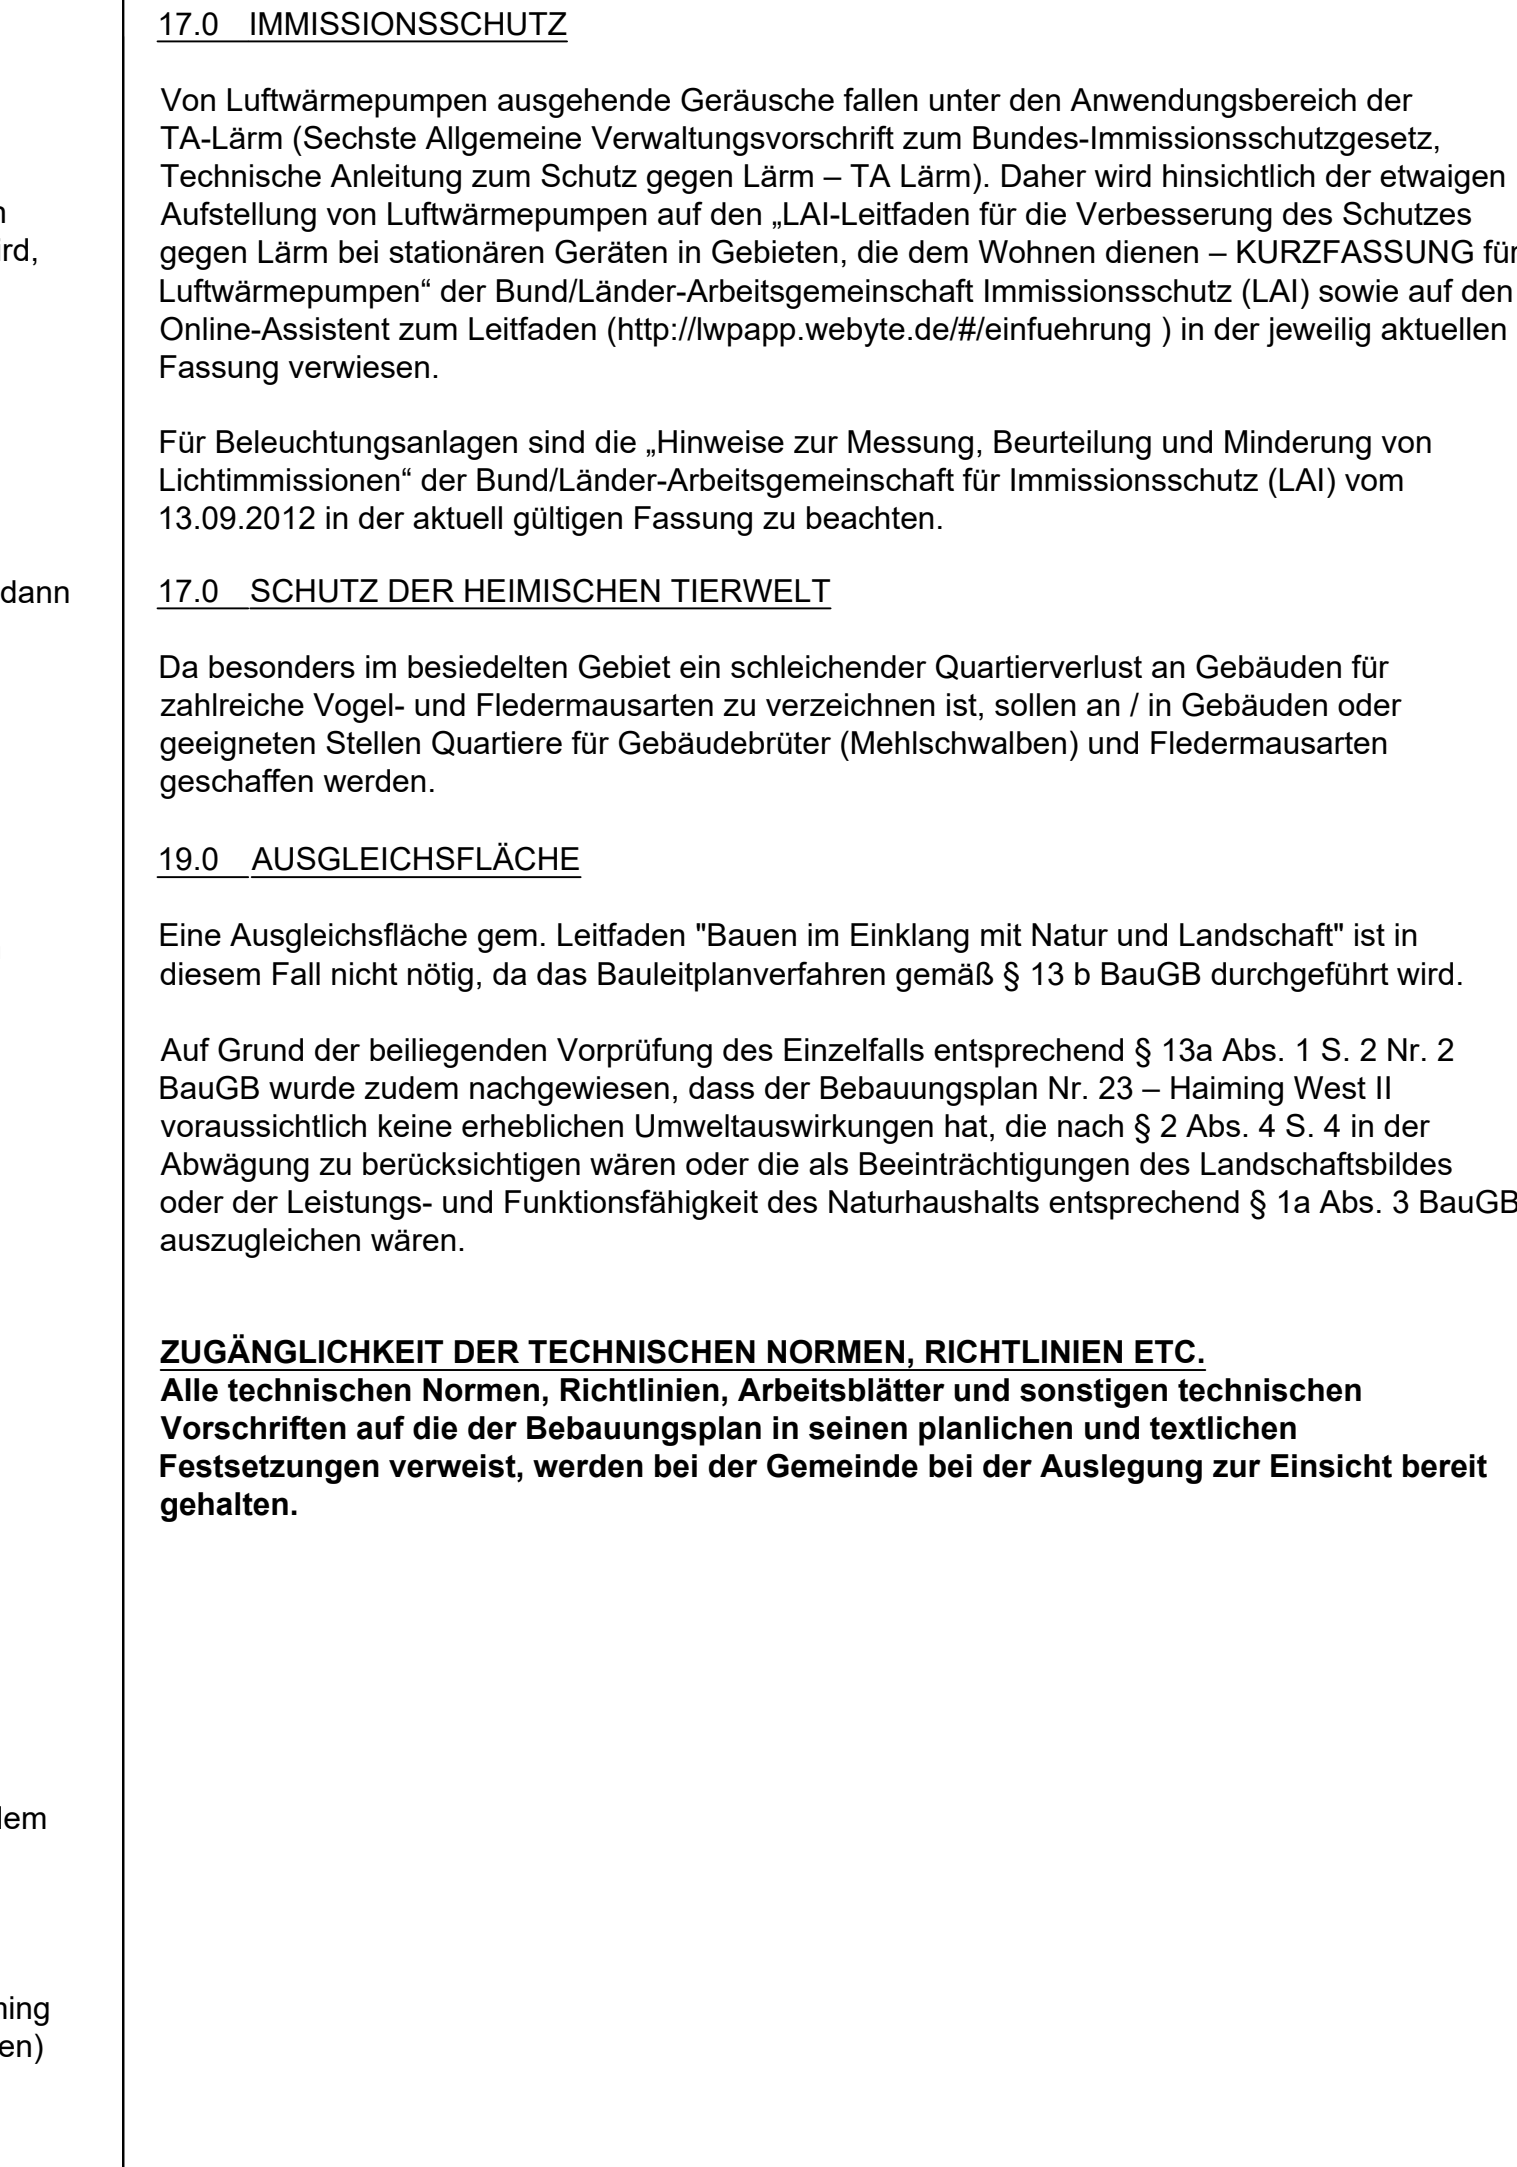 17.0 IMMISSIONSSCHUTZ
Von Luftwärmepumpen ausgehende Geräusche fallen unter den Anwendungsbereich der
TA-Lärm (Sechste Allgemeine Verwaltungsvorschrift zum Bundes-Immissionsschutzgesetz,
Technische Anleitung zum Schutz gegen Lärm – TA Lärm). Daher wird hinsichtlich der etwaigen
Aufstellung von Luftwärmepumpen auf den „LAI-Leitfaden für die Verbesserung des Schutzes
gegen Lärm bei stationären Geräten in Gebieten, die dem Wohnen dienen – KURZFASSUNG für
Luftwärmepumpen“ der Bund/Länder-Arbeitsgemeinschaft Immissionsschutz (LAI) sowie auf den
Online-Assistent zum Leitfaden (http://lwpapp.webyte.de/#/einfuehrung ) in der jeweilig aktuellen
Fassung verwiesen.
Für Beleuchtungsanlagen sind die „Hinweise zur Messung, Beurteilung und Minderung von
Lichtimmissionen“ der Bund/Länder-Arbeitsgemeinschaft für Immissionsschutz (LAI) vom
13.09.2012 in der aktuell gültigen Fassung zu beachten.
dann
17.0 SCHUTZ DER HEIMISCHEN TIERWELT
Da besonders im besiedelten Gebiet ein schleichender Quartierverlust an Gebäuden für
zahlreiche Vogel- und Fledermausarten zu verzeichnen ist, sollen an / in Gebäuden oder
geeigneten Stellen Quartiere für Gebäudebrüter (Mehlschwalben) und Fledermausarten
geschaffen werden.
19.0 AUSGLEICHSFLÄCHE
Eine Ausgleichsfläche gem. Leitfaden "Bauen im Einklang mit Natur und Landschaft" ist in
diesem Fall nicht nötig, da das Bauleitplanverfahren gemäß § 13 b BauGB durchgeführt wird.
Auf Grund der beiliegenden Vorprüfung des Einzelfalls entsprechend § 13a Abs. 1 S. 2 Nr. 2
BauGB wurde zudem nachgewiesen, dass der Bebauungsplan Nr. 23 – Haiming West II
voraussichtlich keine erheblichen Umweltauswirkungen hat, die nach § 2 Abs. 4 S. 4 in der
Abwägung zu berücksichtigen wären oder die als Beeinträchtigungen des Landschaftsbildes
oder der Leistungs- und Funktionsfähigkeit des Naturhaushalts entsprechend § 1a Abs. 3 BauGB
auszugleichen wären.
ZUGÄNGLICHKEIT DER TECHNISCHEN NORMEN, RICHTLINIEN ETC.
Alle technischen Normen, Richtlinien, Arbeitsblätter und sonstigen technischen
Vorschriften auf die der Bebauungsplan in seinen planlichen und textlichen
Festsetzungen verweist, werden bei der Gemeinde bei der Auslegung zur Einsicht bereit
gehalten.